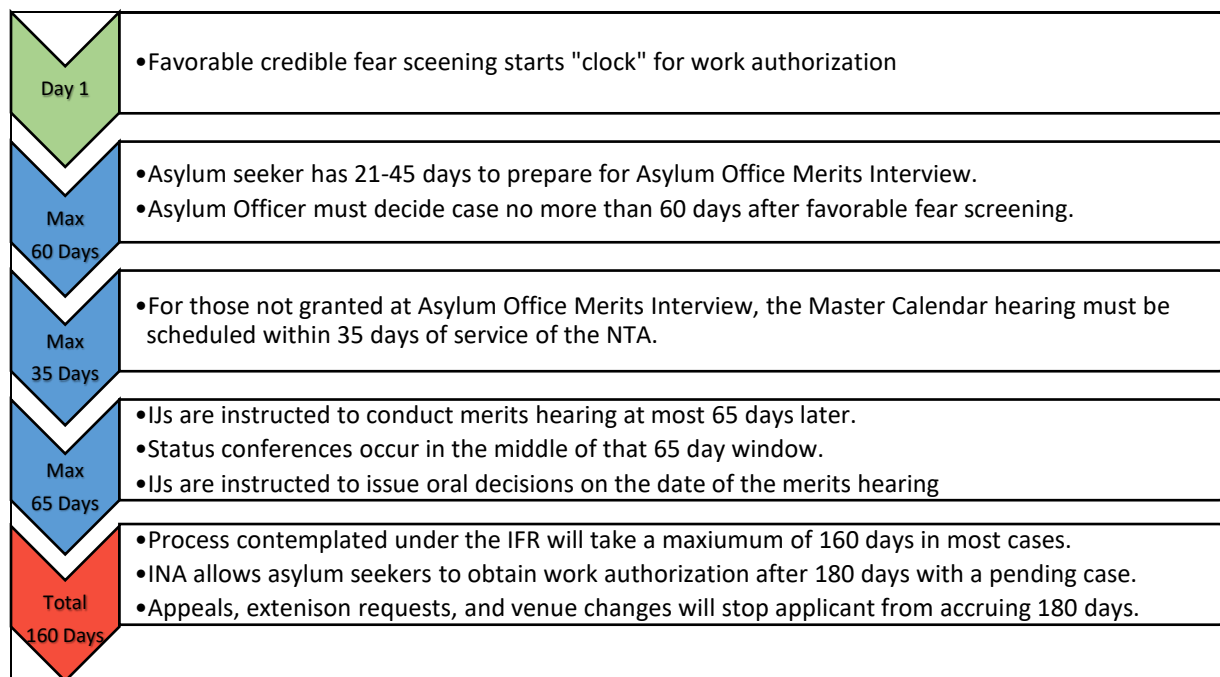 Day 1
•Favorable credible fear sceening starts "clock" for work authorization
Max
60 Days
•Asylum seeker has 21-45 days to prepare for Asylum Office Merits Interview.
•Asylum Officer must decide case no more than 60 days after favorable fear screening.
Max
35 Days
•For those not granted at Asylum Office Merits Interview, the Master Calendar hearing must be
scheduled within 35 days of service of the NTA.
Max
65 Days
•IJs are instructed to conduct merits hearing at most 65 days later.
•Status conferences occur in the middle of that 65 day window.
•IJs are instructed to issue oral decisions on the date of the merits hearing
Total
160 Days
•Process contemplated under the IFR will take a maxiumum of 160 days in most cases.
•INA allows asylum seekers to obtain work authorization after 180 days with a pending case.
•Appeals, extenison requests, and venue changes will stop applicant from accruing 180 days.